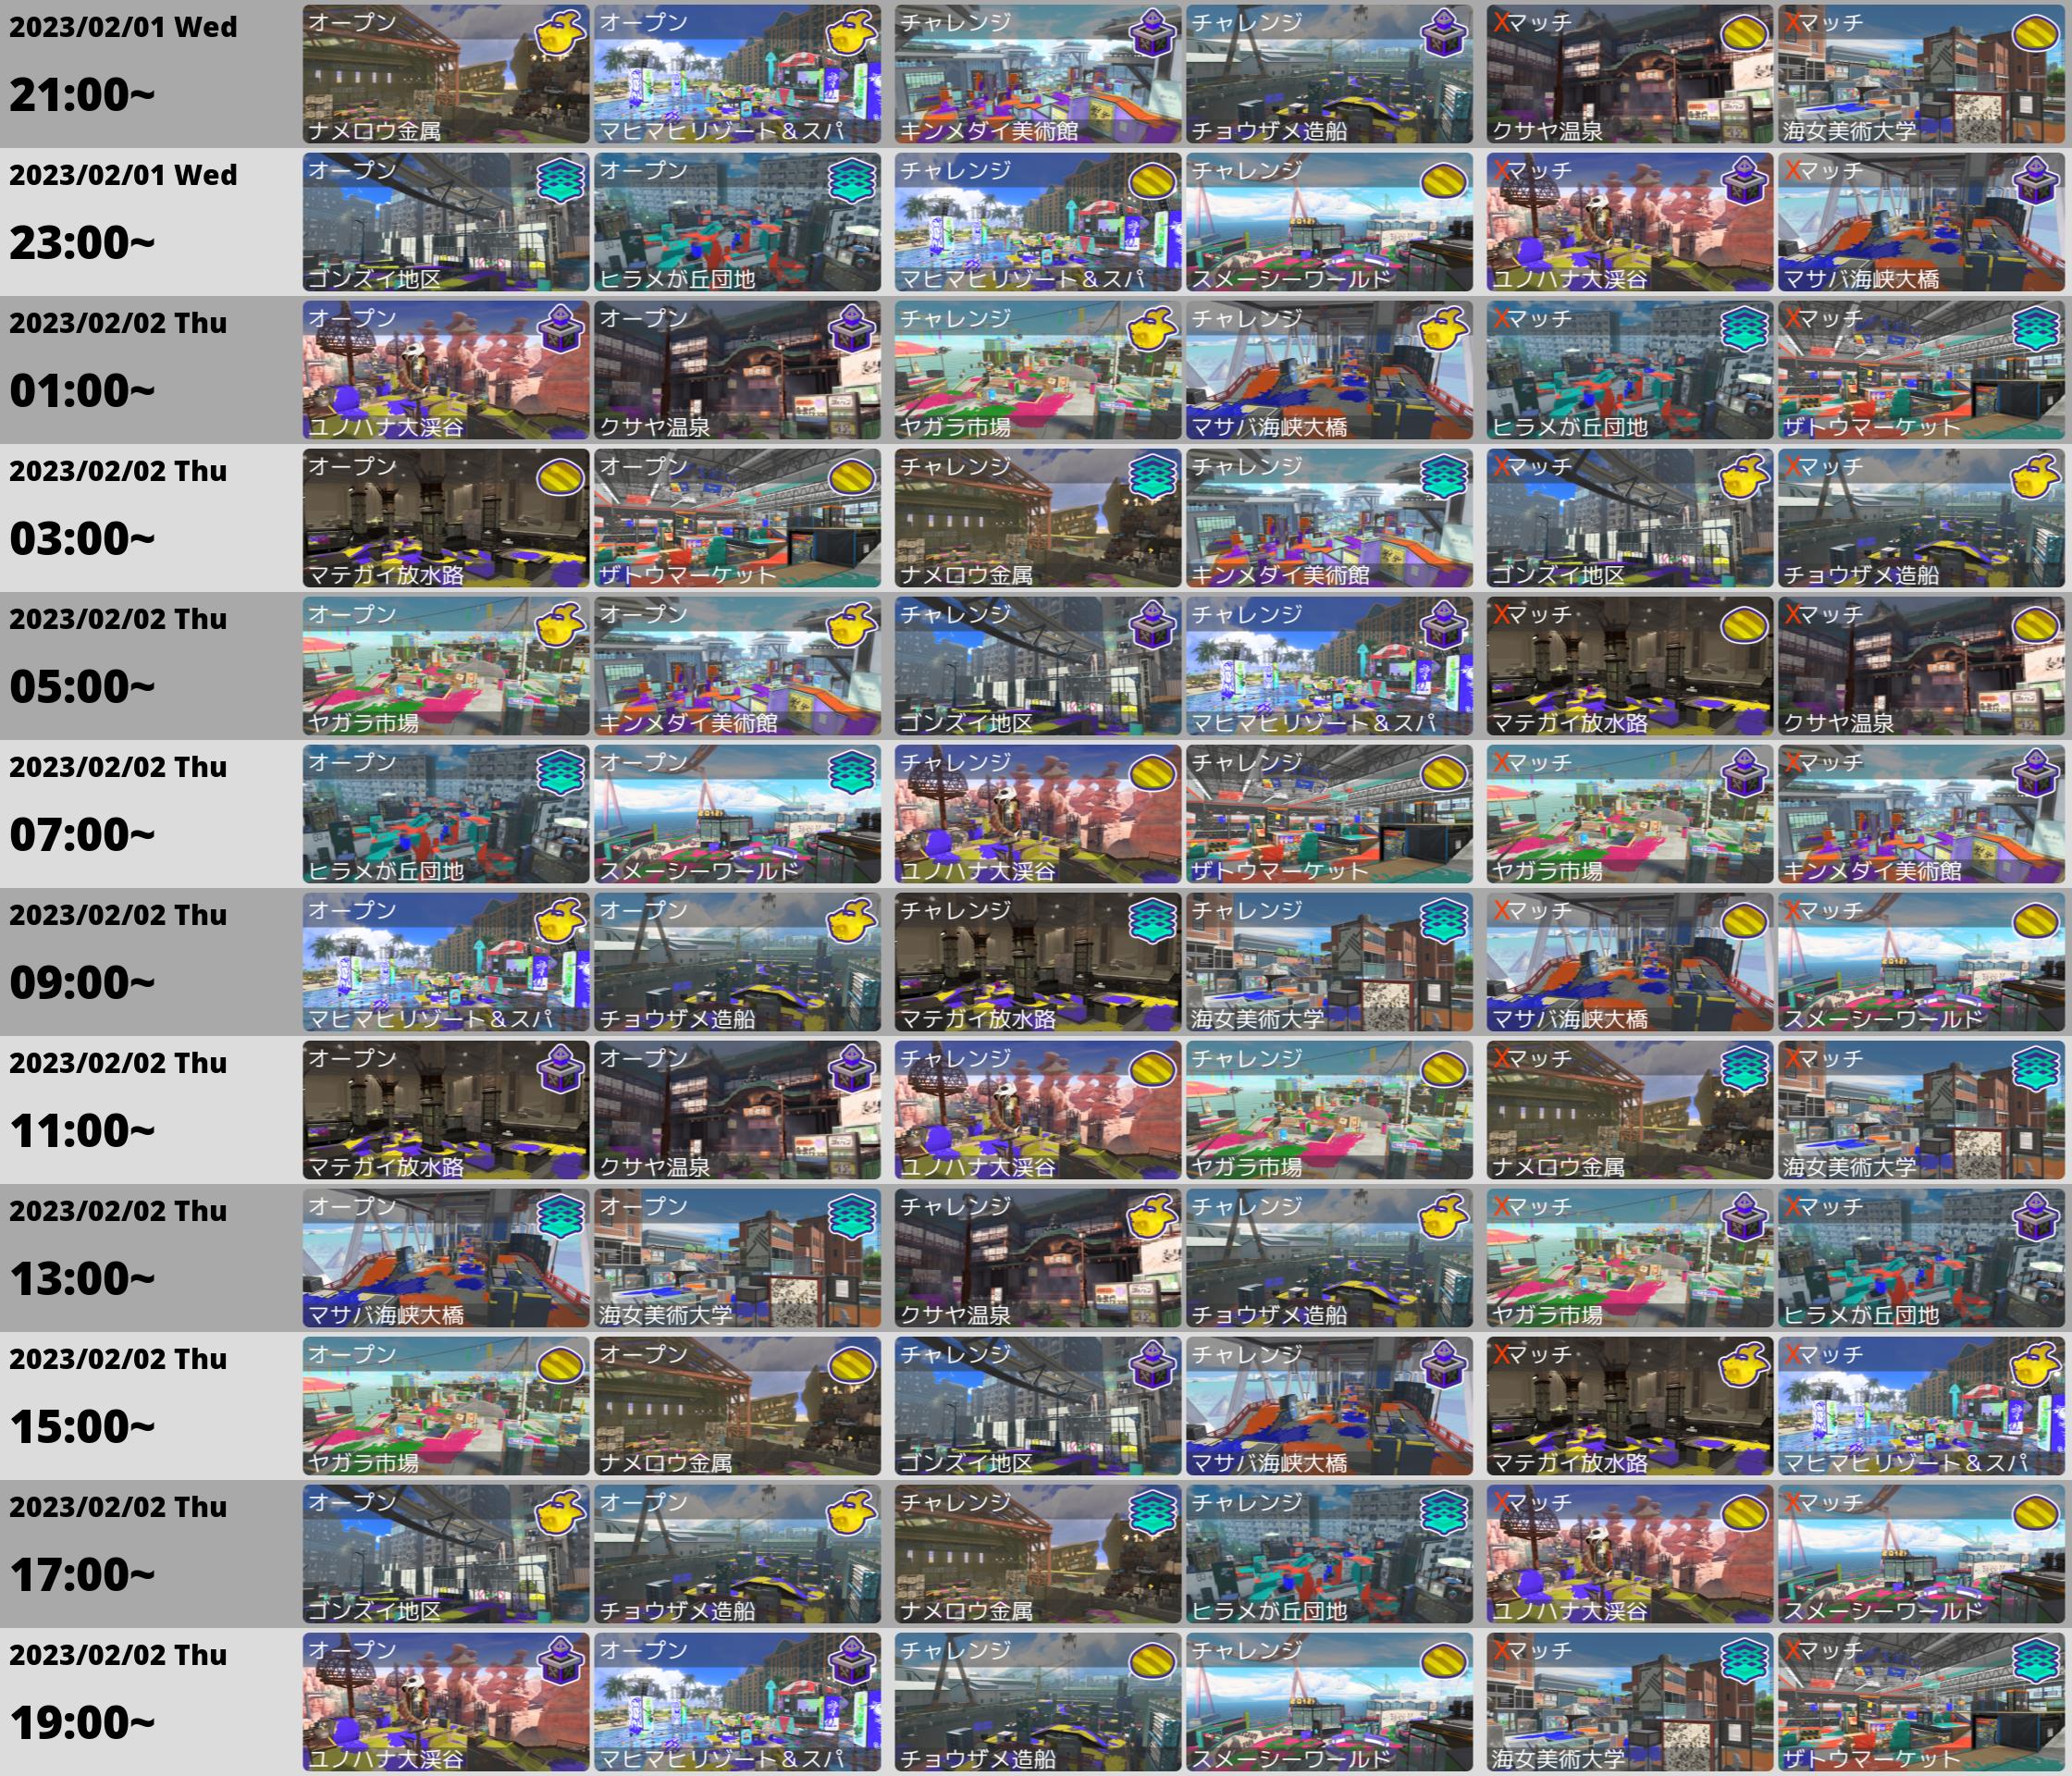 2023/02/01 Wed
21:00~
オープン オープン チャレンジ チャレンジ Xマッチ Xマッチ
ナメロウ金属 マヒマヒリゾート＆スパ キンメダイ美術館 チョウザメ造船 クサヤ温泉 海女美術大学
2023/02/01 Wed
23:00~
オープン オープン チャレンジ チャレンジ Xマッチ Xマッチ
ゴンズイ地区 ヒラメが丘団地 マヒマヒリゾート＆スパ スメーシーワールド ユノハナ大渓谷 マサバ海峡大橋
2023/02/02 Thu
01:00~
オープン オープン チャレンジ チャレンジ Xマッチ Xマッチ
ユノハナ大渓谷 クサヤ温泉 ヤガラ市場 マサバ海峡大橋 ヒラメが丘団地 ザトウマーケット
2023/02/02 Thu
03:00~
オープン オープン チャレンジ チャレンジ Xマッチ Xマッチ
マテガイ放水路 ザトウマーケット ナメロウ金属 キンメダイ美術館 ゴンズイ地区 チョウザメ造船
2023/02/02 Thu
05:00~
オープン オープン チャレンジ チャレンジ Xマッチ Xマッチ
ヤガラ市場 キンメダイ美術館 ゴンズイ地区 マヒマヒリゾート＆スパ マテガイ放水路 クサヤ温泉
2023/02/02 Thu
07:00~
オープン オープン チャレンジ チャレンジ Xマッチ Xマッチ
ヒラメが丘団地 スメーシーワールド ユノハナ大渓谷 ザトウマーケット ヤガラ市場 キンメダイ美術館
2023/02/02 Thu
09:00~
オープン オープン チャレンジ チャレンジ Xマッチ Xマッチ
マヒマヒリゾート＆スパ チョウザメ造船 マテガイ放水路 海女美術大学 マサバ海峡大橋 スメーシーワールド
2023/02/02 Thu
11:00~
オープン オープン チャレンジ チャレンジ Xマッチ Xマッチ
マテガイ放水路 クサヤ温泉 ユノハナ大渓谷 ヤガラ市場 ナメロウ金属 海女美術大学
2023/02/02 Thu
13:00~
オープン オープン チャレンジ チャレンジ Xマッチ Xマッチ
マサバ海峡大橋 海女美術大学 クサヤ温泉 チョウザメ造船 ヤガラ市場 ヒラメが丘団地
2023/02/02 Thu
15:00~
オープン オープン チャレンジ チャレンジ Xマッチ Xマッチ
ヤガラ市場 ナメロウ金属 ゴンズイ地区 マサバ海峡大橋 マテガイ放水路 マヒマヒリゾート＆スパ
2023/02/02 Thu
17:00~
オープン オープン チャレンジ チャレンジ Xマッチ Xマッチ
ゴンズイ地区 チョウザメ造船 ナメロウ金属 ヒラメが丘団地 ユノハナ大渓谷 スメーシーワールド
2023/02/02 Thu
19:00~
オープン オープン チャレンジ チャレンジ Xマッチ Xマッチ
ユノハナ大渓谷 マヒマヒリゾート＆スパ チョウザメ造船 スメーシーワールド 海女美術大学 ザトウマーケット